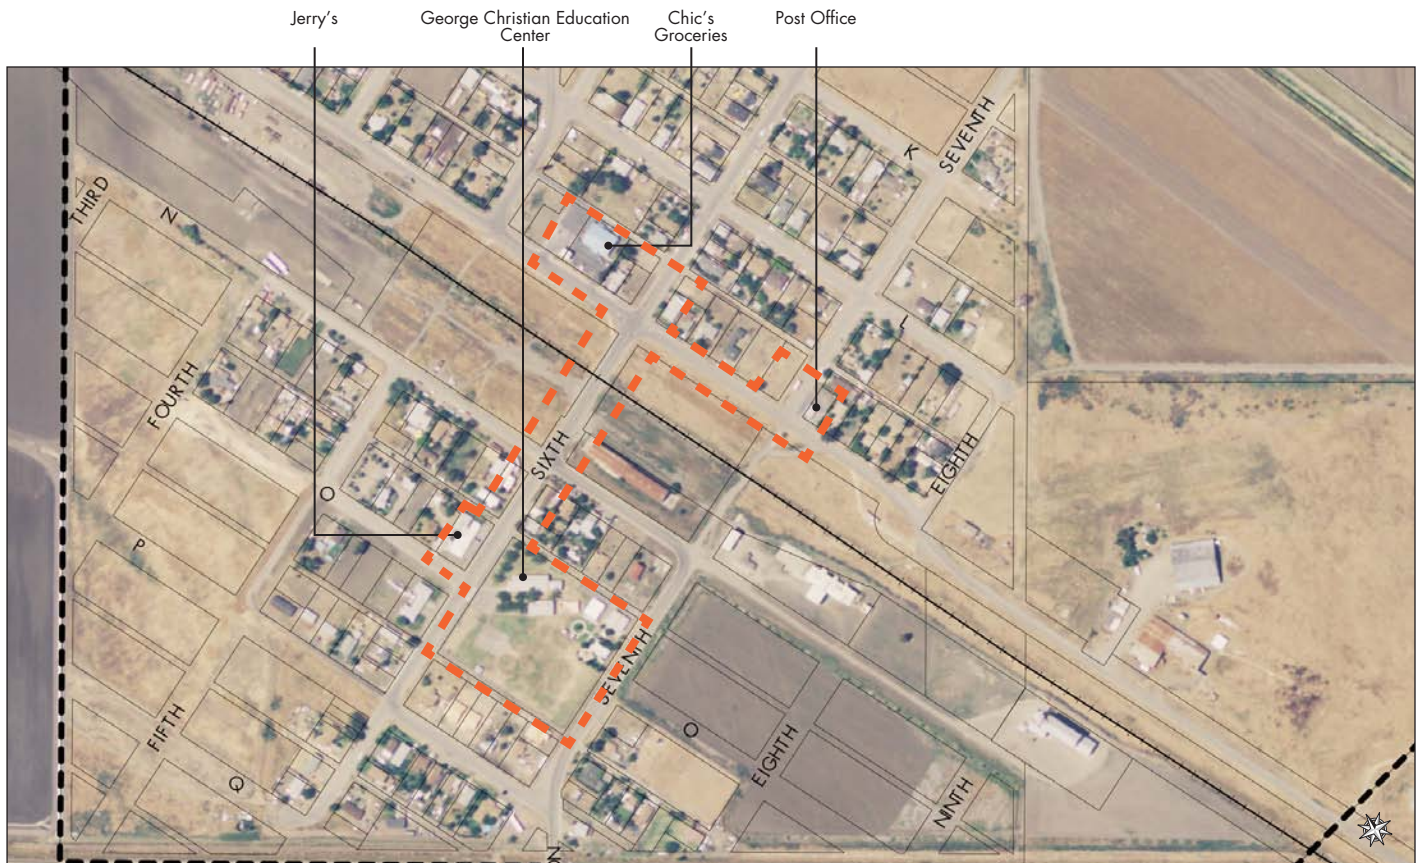 Jerry's
George Christian Education
Center
Chic's
Groceries
Post Office
SEVENTH
K
THIRD
N
L
FOURTH
SIXTH
EIGHTH
O
P
SEVENTH
FIFTH
O
EIGHTH
Q
NINTH